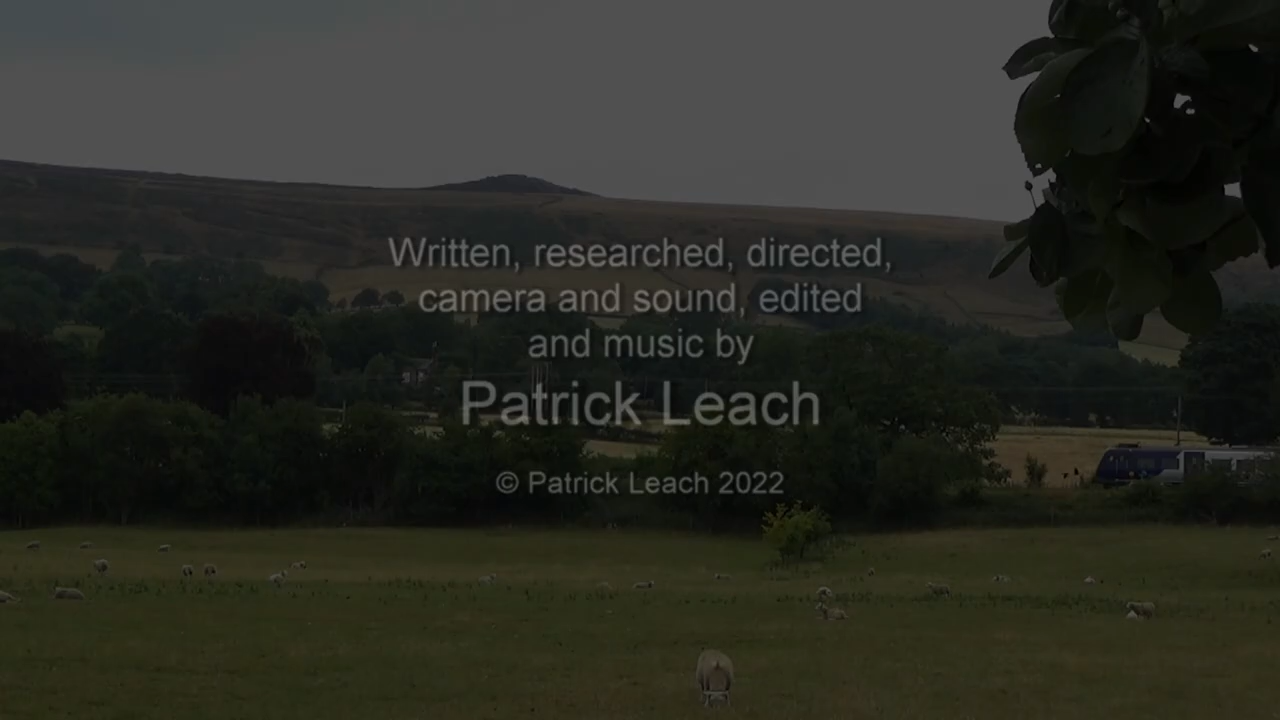 Written, researched, directed,
camera and sound, edited
and music by
Patrick Leach
© Patrick Leach 2022